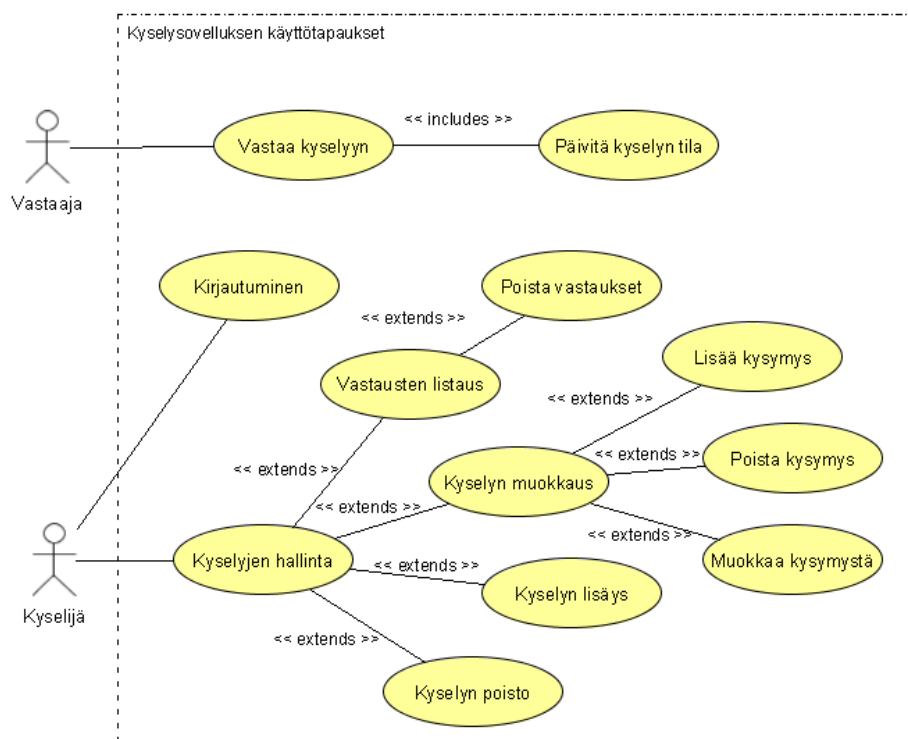 Kyselysovelluksen käyttötapaukset
<< includes >>
Vastaa kyselyyn
Päivitä kyselyn tila
Vastaaja
Kirjautuminen
Poista vastaukset
<< extends >>
Lisää kysymys
Vastausten listaus
<< extends >>
<< extends >>
Poista kysymys
<< extends >>
Kyselyn muokkaus
<< extends >>
<< extends >>
Kyselyjen hallinta
Muokkaa kysymystä
<< extends >>
Kyselyn lisäys
Kyselijä
<< extends >>
Kyselyn poisto